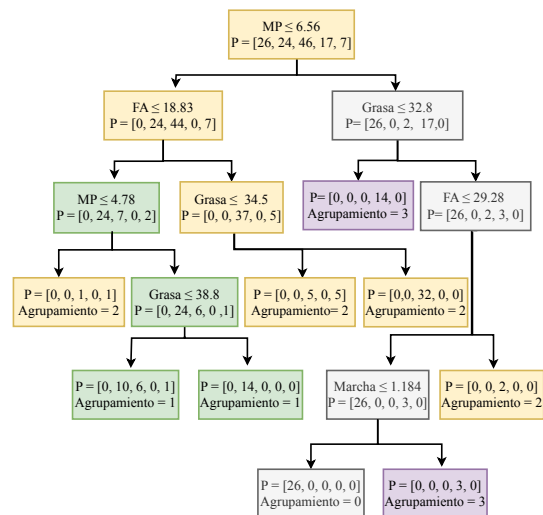 MP ≤ 6.56
P = [26, 24, 46, 17, 7]
FA ≤ 18.83
P = [0, 24, 44, 0, 7]
Grasa ≤ 32.8
P= [26, 0, 2, 17,0]
MP ≤ 4.78
P = [0, 24, 7, 0, 2]
Grasa ≤ 34.5
P = [0, 0, 37, 0, 5]
P= [0, 0, 0, 14, 0]
Agrupamiento = 3
FA ≤ 29.28
P = [26, 0, 2, 3, 0]
P = [0, 0, 1, 0, 1]
Agrupamiento = 2
Grasa ≤ 38.8
P = [0, 24, 6, 0 ,1]
P = [0, 0, 5, 0, 5]
Agrupamiento= 2
P = [0,0, 32, 0, 0]
Agrupamiento = 2
P = [0, 10, 6, 0, 1]
Agrupamiento = 1
P = [0, 14, 0, 0, 0]
Agrupamiento = 1
Marcha ≤ 1.184
P = [26, 0, 0, 3, 0]
P = [0, 0, 2, 0, 0]
Agrupamiento = 2
P = [26, 0, 0, 0, 0]
Agrupamiento = 0
P = [0, 0, 0, 3, 0]
Agrupamiento = 3